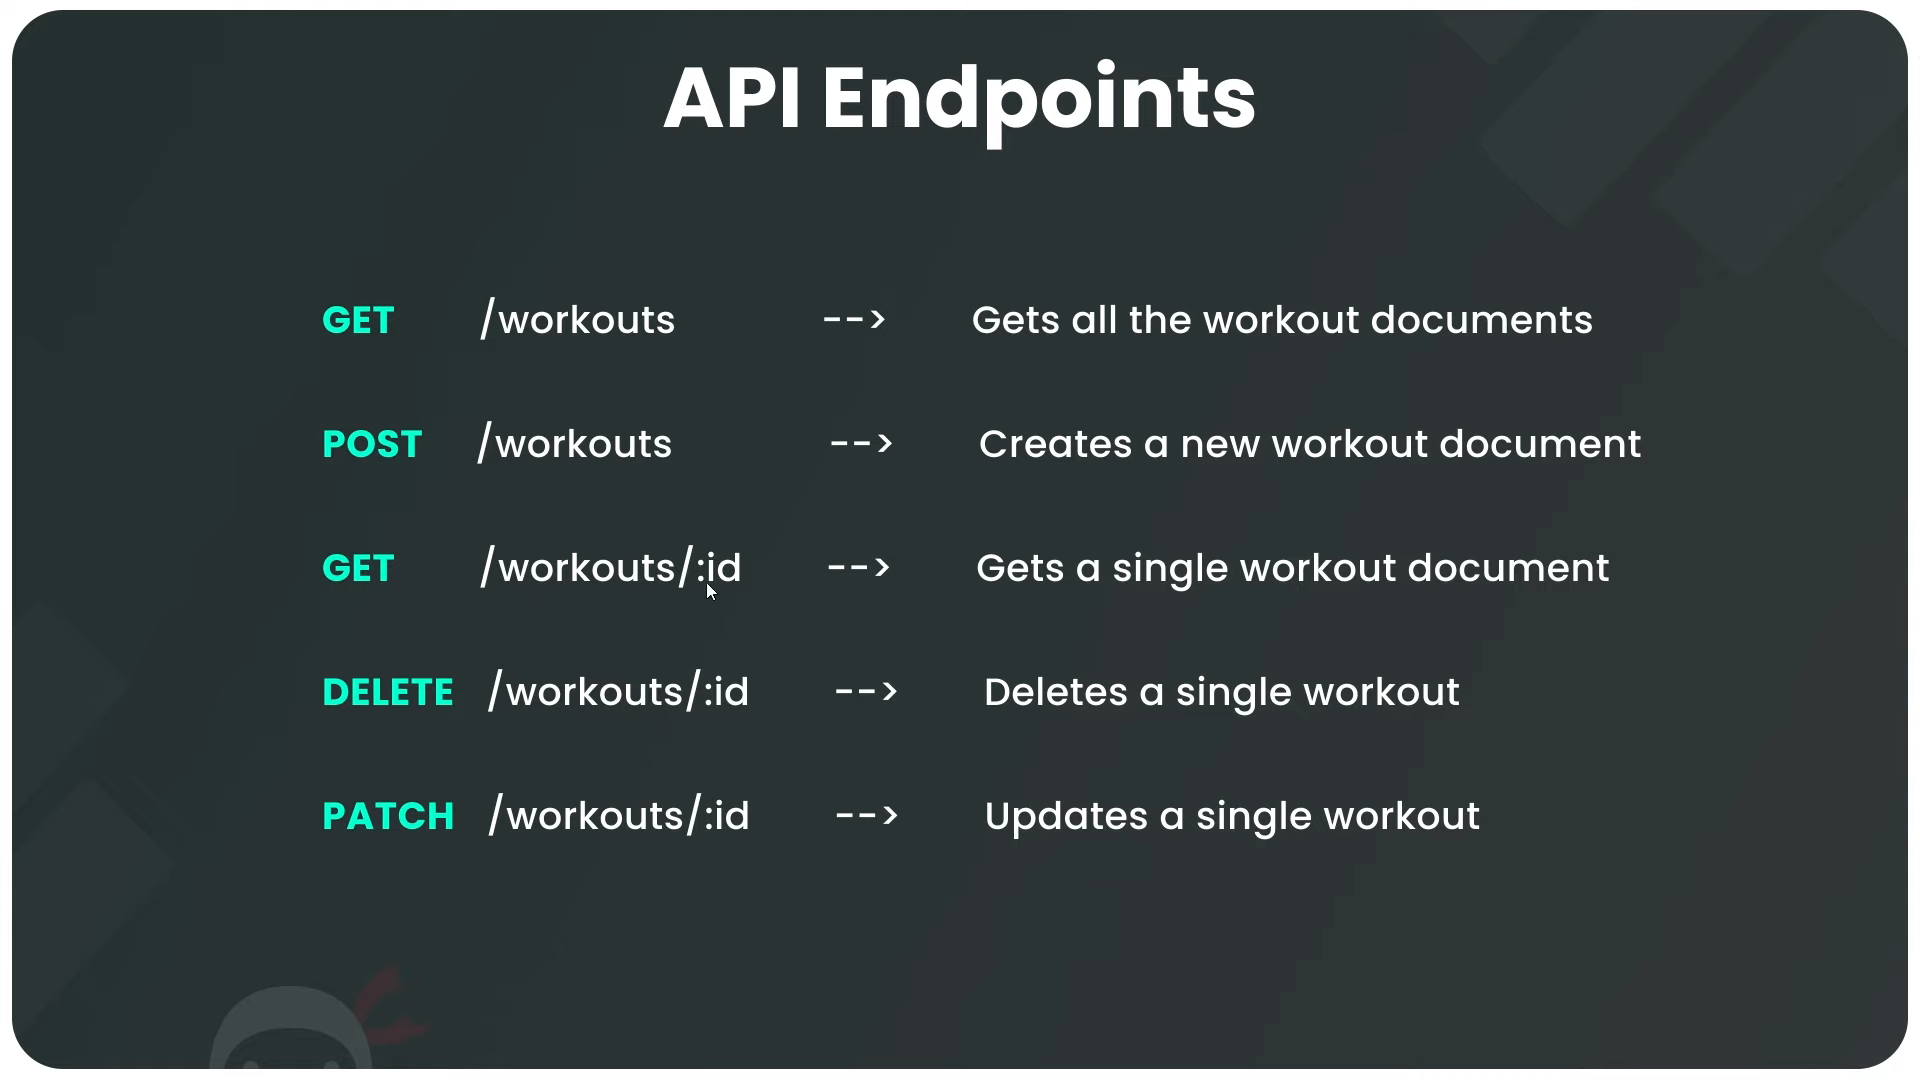 API Endpoints
GET /workouts --> Gets all the workout documents
POST /workouts --> Creates a new workout document
GET /workouts/:id --> Gets a single workout document
DELETE /workouts/:id --> Deletes a single workout
PATCH /workouts/:id --> Updates a single workout